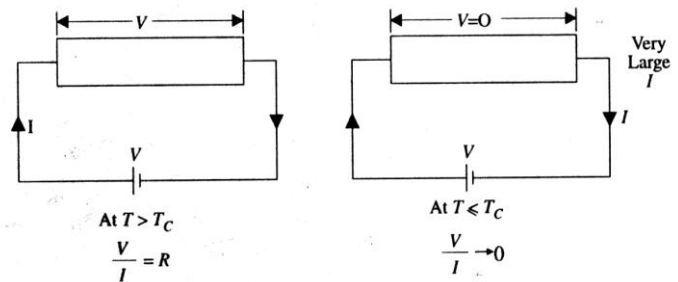 V
I
V
At T > T_C
V/I = R
V=O
Very
Large
I
I
V
At T ⩽ T_C
V/I →0